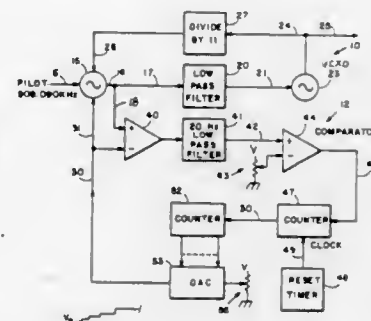 27
24
25
DIVIDE
BY 11
10
26
15
16
17
20
21
VCXO
23
PILOT
LOW
PASS
FILTER
18
12
31
40
41
42
44
20 Hz
LOW PASS
FILTER
COMPARATO
V
43
30
52
47
COUNTER
50
COUNTER
49
CLOCK
53
DAC
V
RESET
TIMER
48